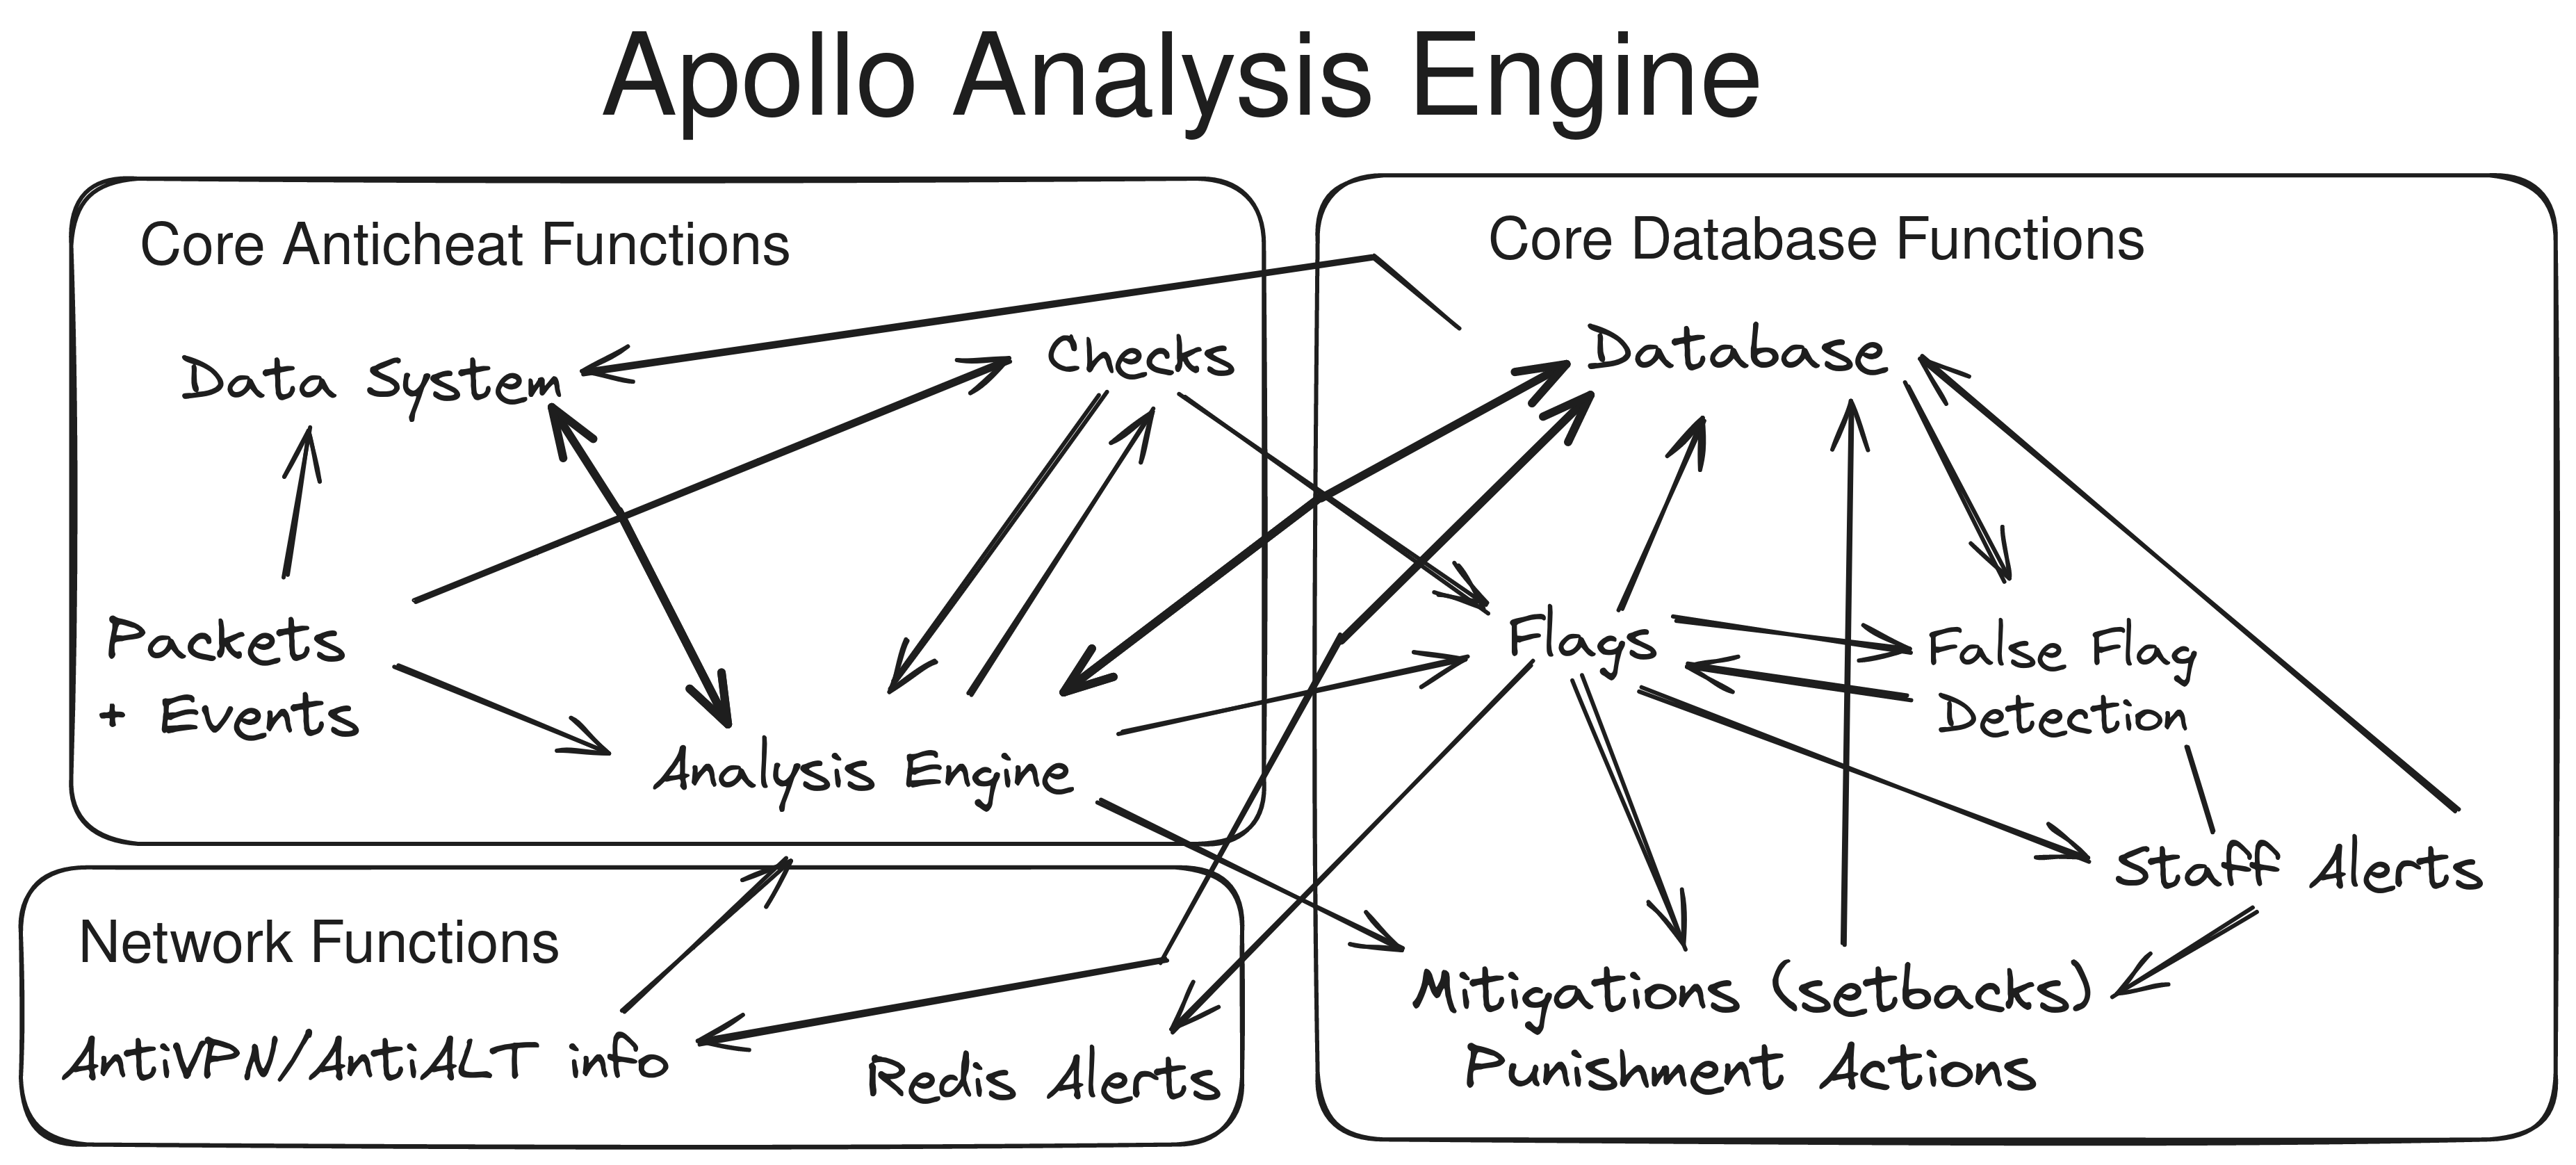 Apollo Analysis Engine
Core Anticheat Functions
Data System
Checks
Packets
+ Events
Analysis Engine
Core Database Functions
Database
Flags
False Flag
Detection
Staff Alerts
Mitigations (setbacks)
Punishment Actions
Network Functions
AntiVPN/AntiALT info
Redis Alerts